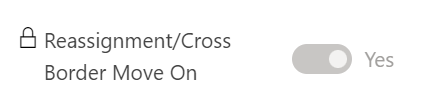 Reassignment/Cross
Border Move On
Yes